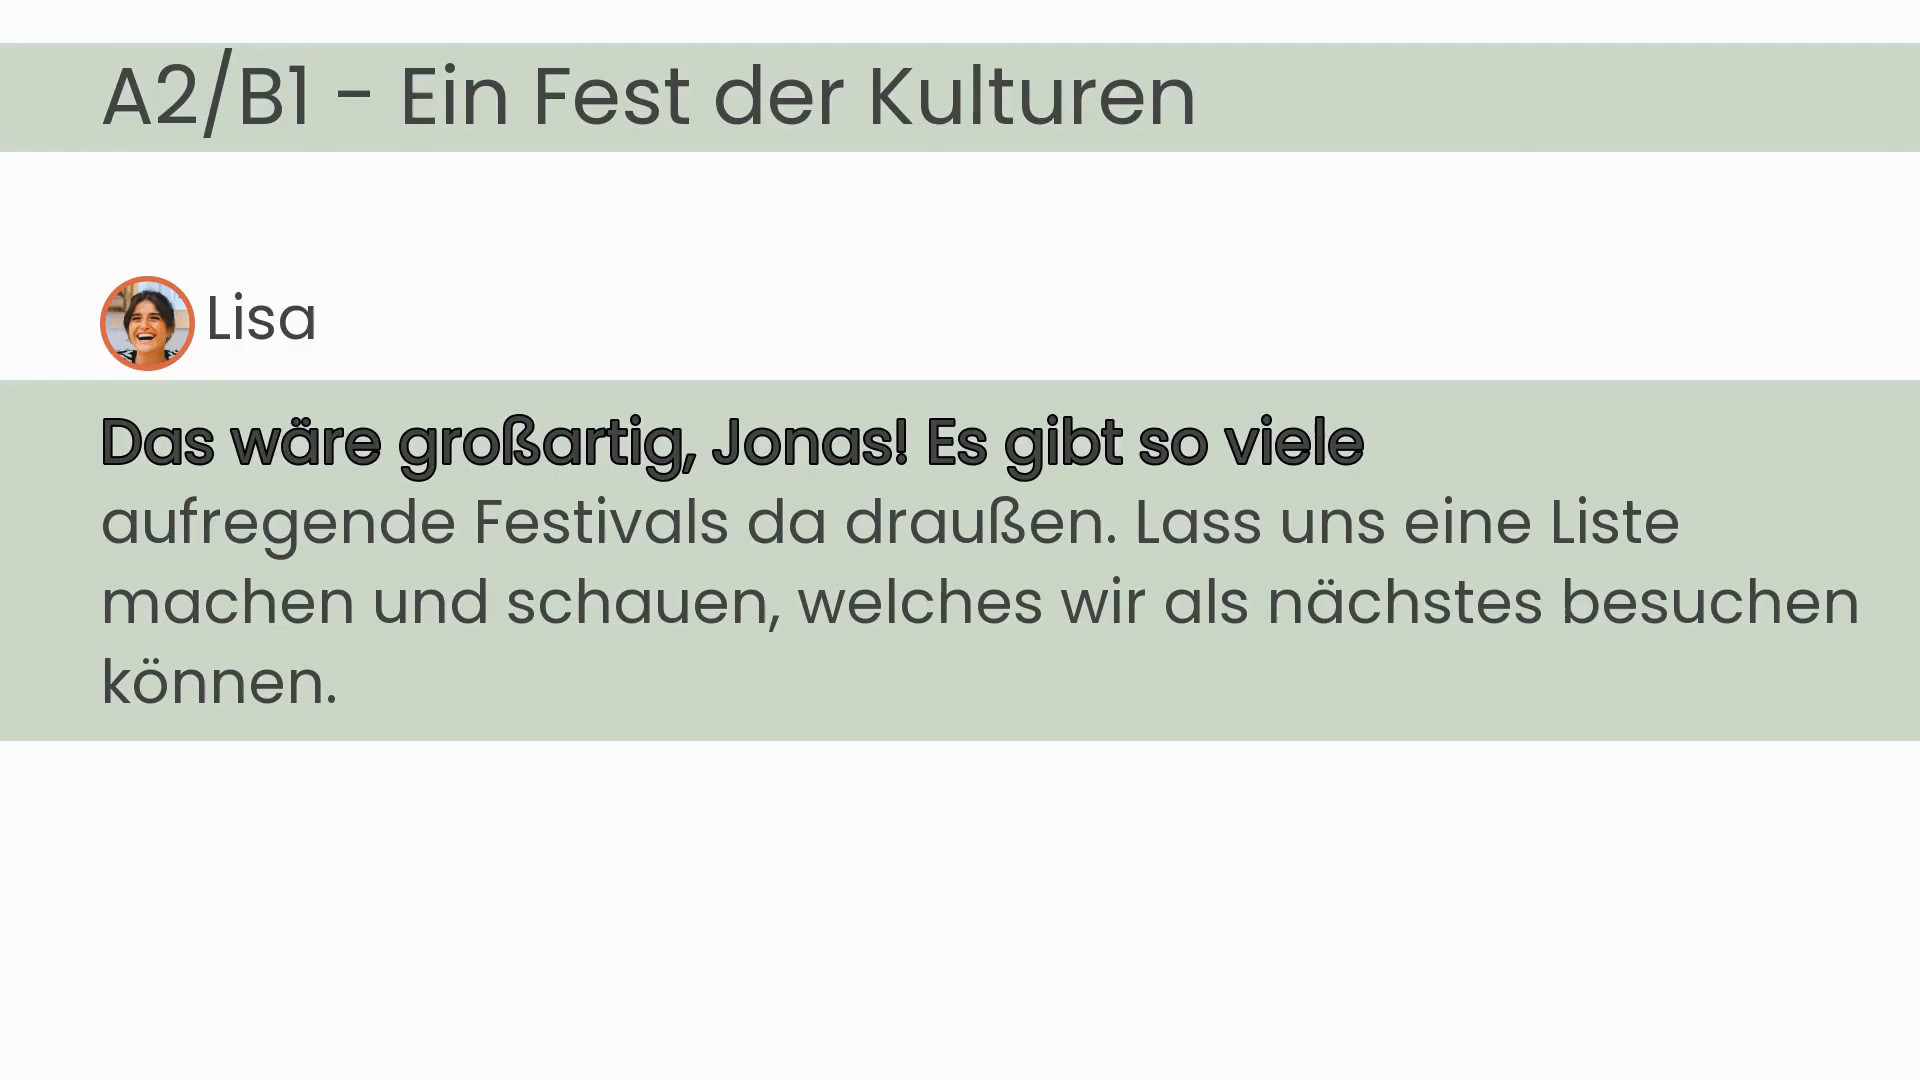 A2/B1 - Ein Fest der Kulturen
Lisa
Das wäre großartig, Jonas! Es gibt so viele
aufregende Festivals da draußen. Lass uns eine Liste
machen und schauen, welches wir als nächstes besuchen
können.